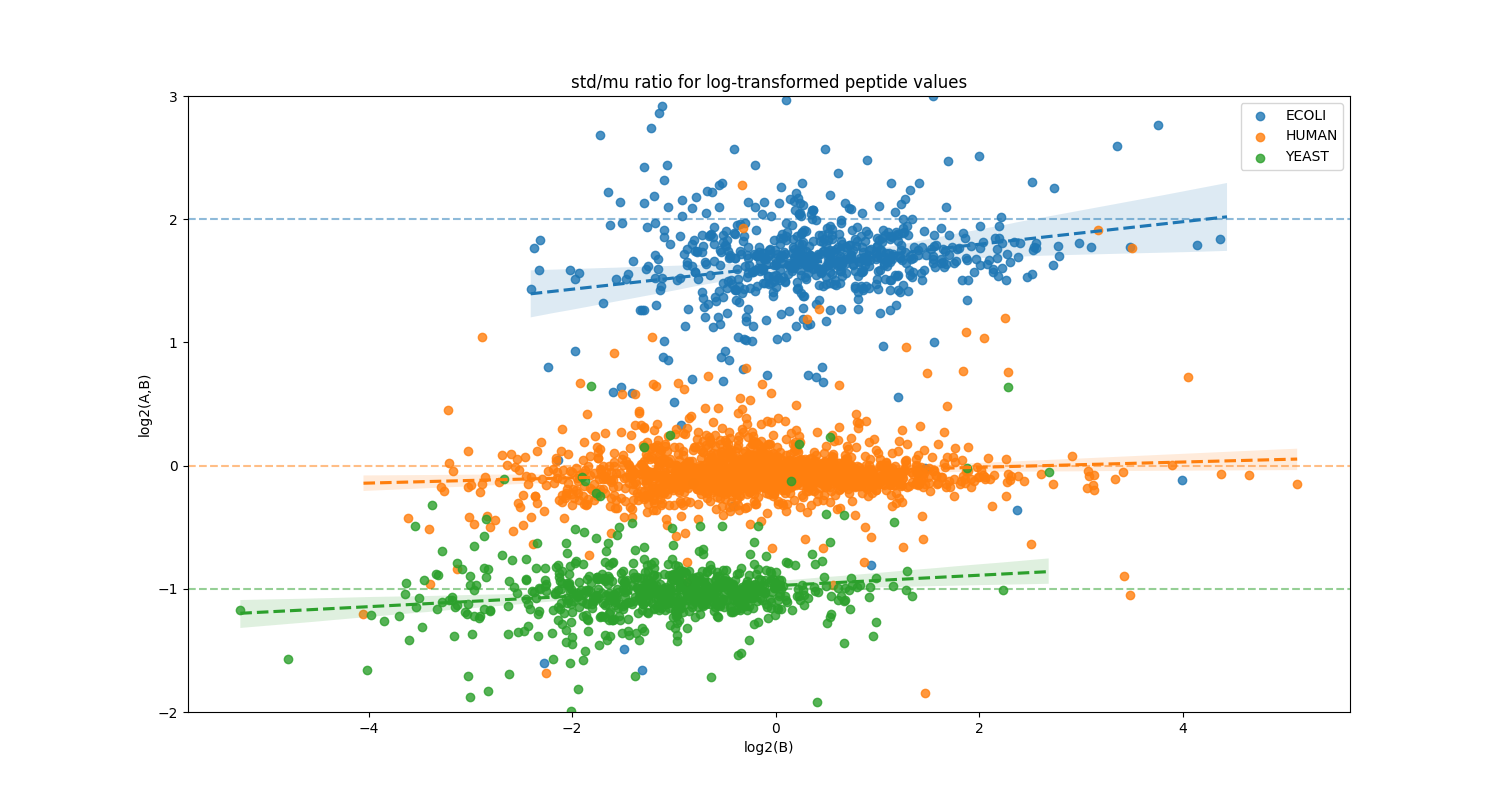 std/mu ratio for log-transformed peptide values
ECOLI
HUMAN
YEAST
log2(A,B)
3
2
1
0
−1
−2
−4
−2
0
2
4
log2(B)